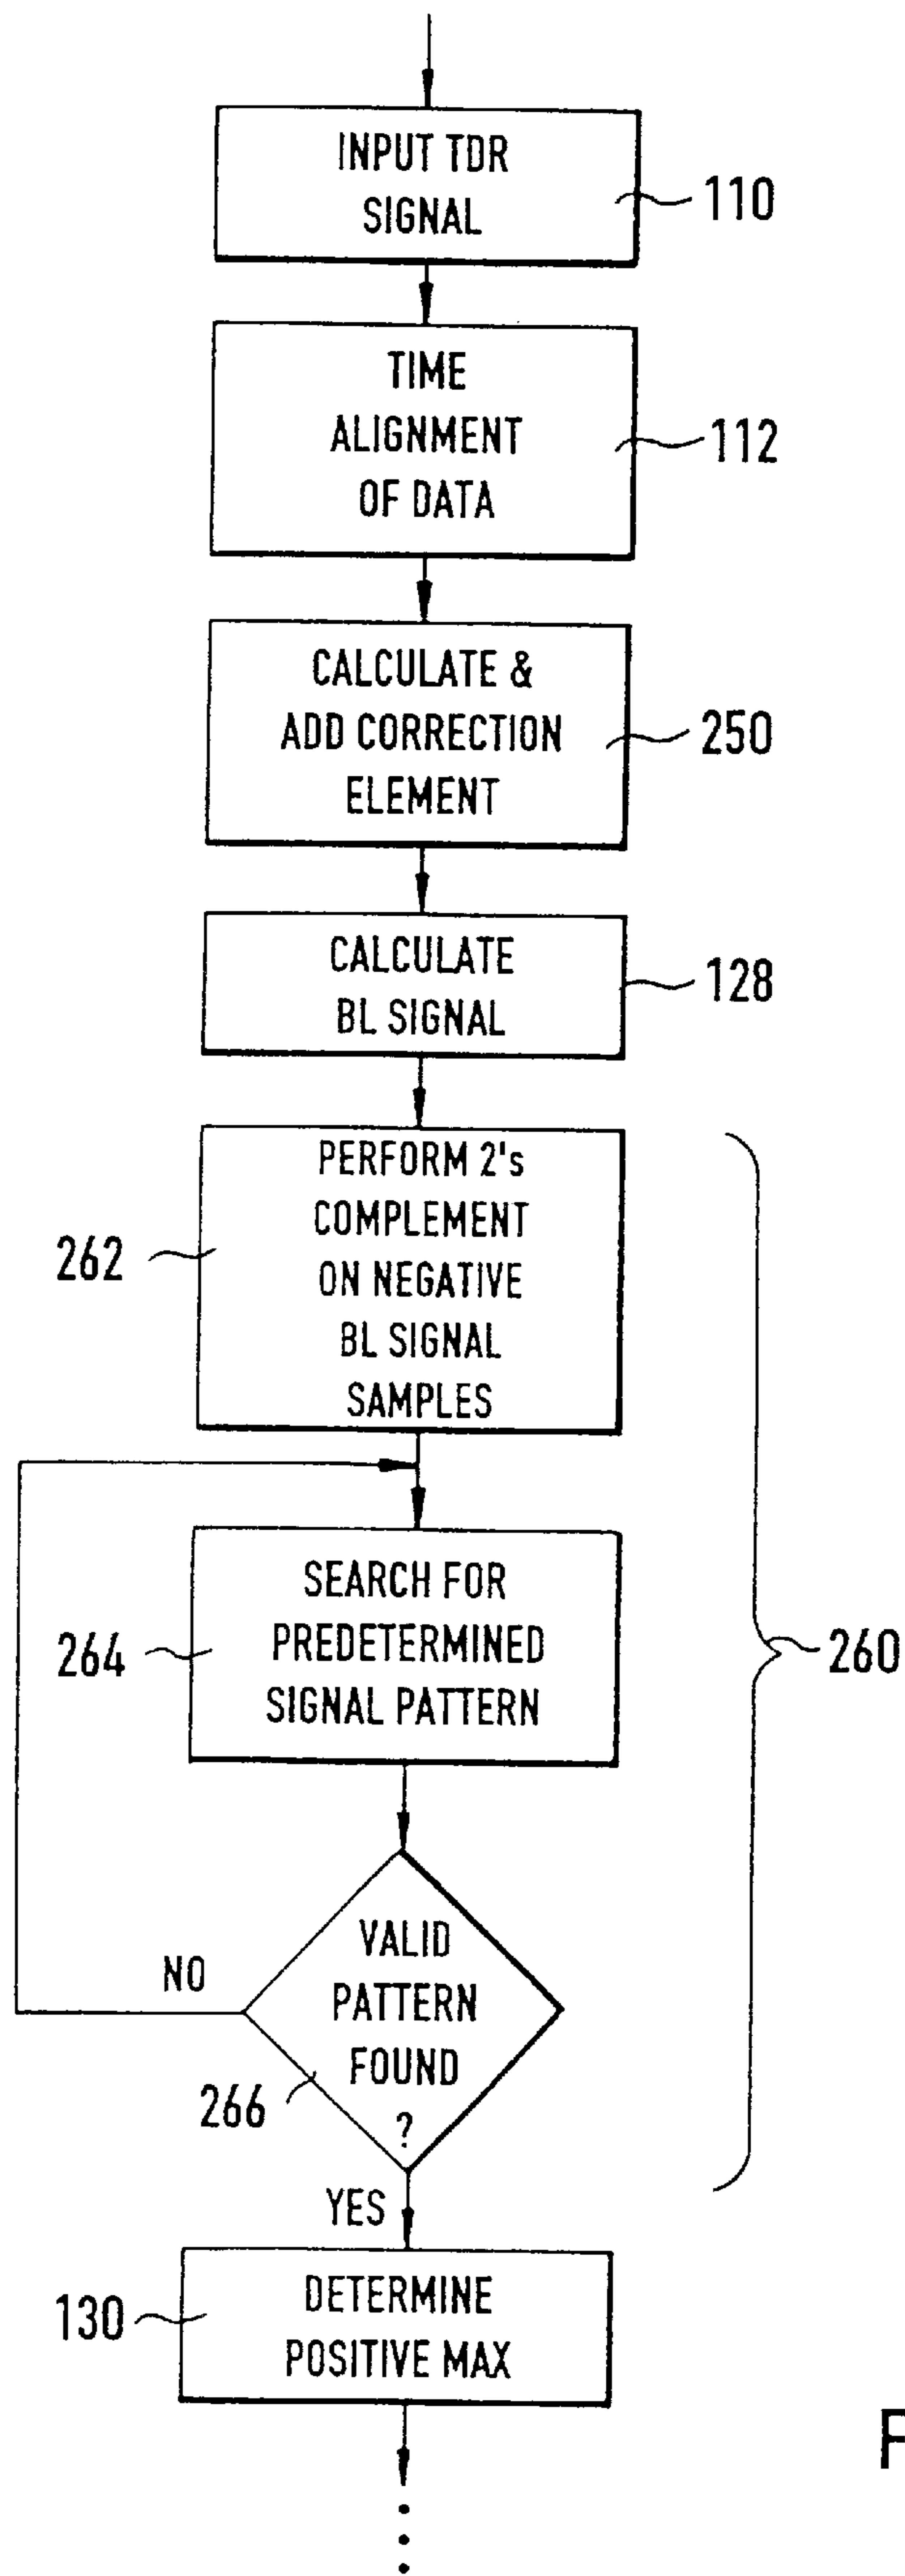 INPUT TDR
SIGNAL
110
TIME
ALIGNMENT
OF DATA
112
CALCULATE &
ADD CORRECTION
ELEMENT
250
CALCULATE
BL SIGNAL
128
PERFORM 2's
COMPLEMENT
ON NEGATIVE
BL SIGNAL
SAMPLES
262
SEARCH FOR
PREDETERMINED
SIGNAL PATTERN
264
260
VALID
PATTERN
FOUND
?
NO
266
YES
DETERMINE
POSITIVE MAX
130